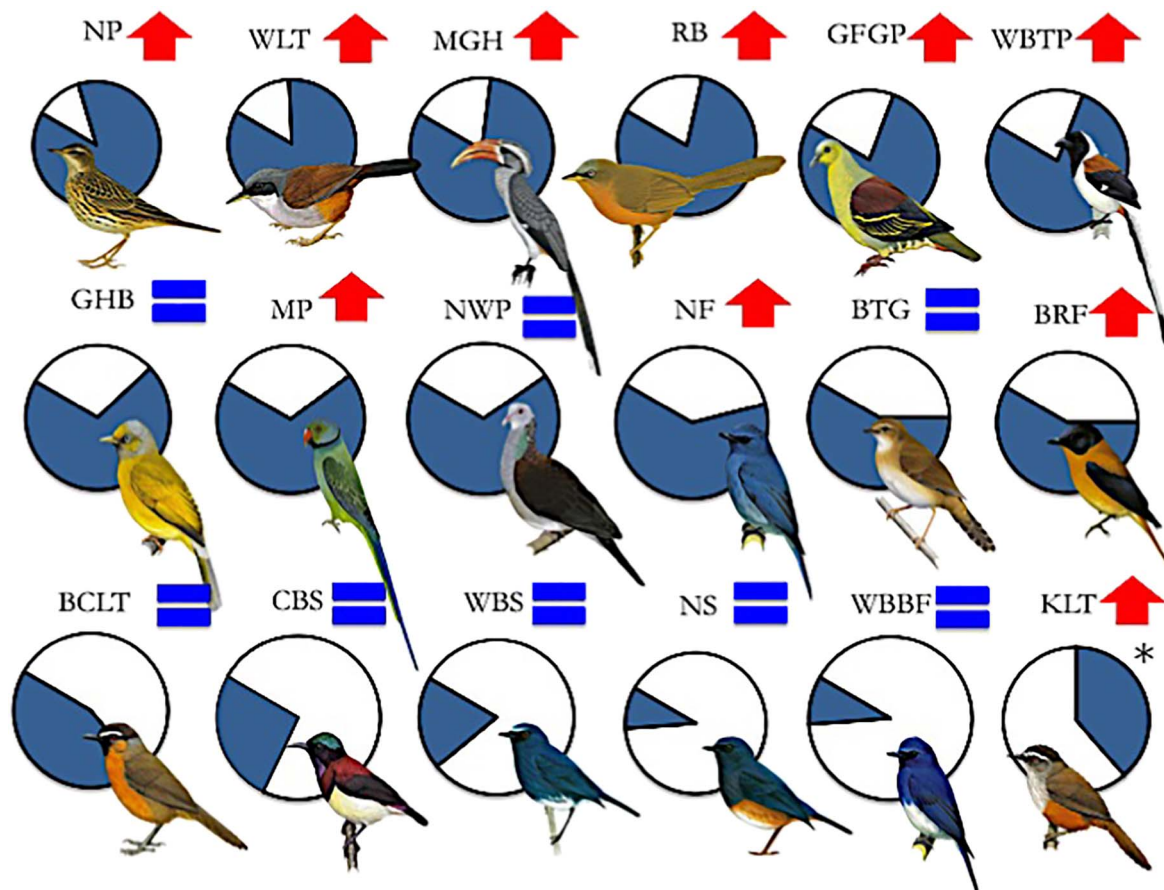 NP WLT MGH RB GFGP WBTP
GHB MP NWP NF BTG BRF
BCLT CBS WBS NS WBBF KLT
*